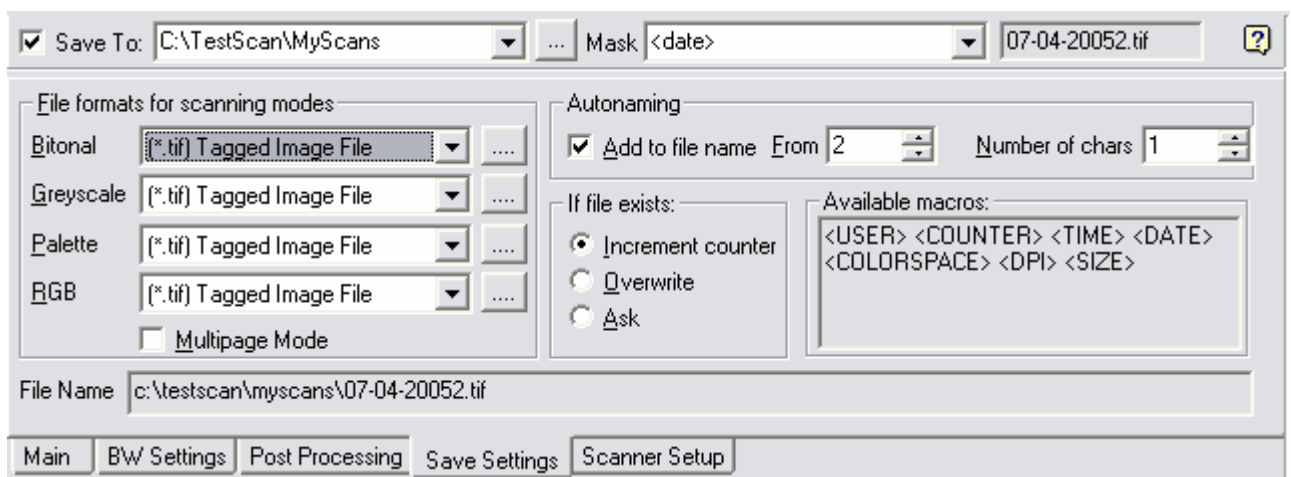 Save To: C:\TestScan\MyScans ... Mask <date> 07-04-20052.tif
File formats for scanning modes
Bitonal (*.tif) Tagged Image File ....
Greyscale (*.tif) Tagged Image File ....
Palette (*.tif) Tagged Image File ....
RGB (*.tif) Tagged Image File ....
Multipage Mode
Autonaming
Add to file name From 2 Number of chars 1
If file exists:
Increment counter
Overwrite
Ask
Available macros:
<USER> <COUNTER> <TIME> <DATE>
<COLORSPACE> <DPI> <SIZE>
File Name c:\testscan\myscans\07-04-20052.tif
Main BW Settings Post Processing Save Settings Scanner Setup